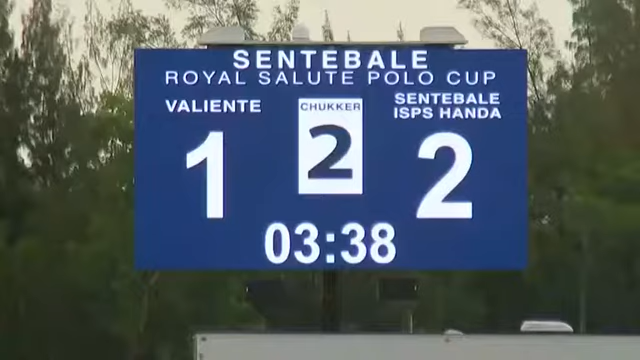 SENTEBALE
ROYAL SALUTE POLO CUP
VALIENTE
CHUKKER
SENTEBALE
ISPS HANDA
1
2
2
03:38